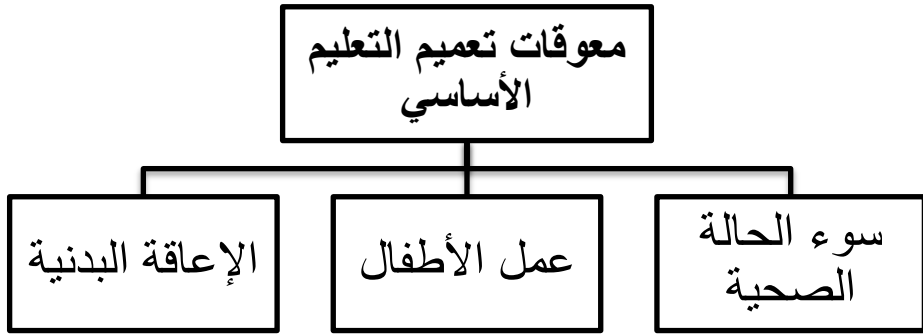 معوقات تعميم التعليم
الأساسي
سوء الحالة
الصحية
عمل الأطفال
الإعاقة البدنية